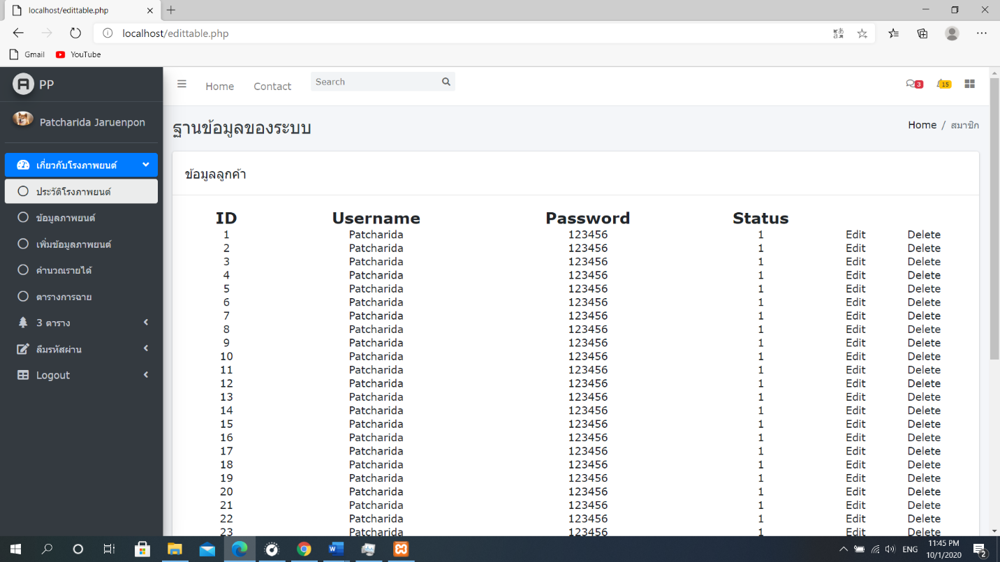 localhost/edittable.php
localhost/edittable.php
Gmail YouTube
PP
Home Contact Search 3 15
Patcharida Jaruenpon
ฐานข้อมูลของระบบ
Home / สมาชิก
เกี่ยวกับโรงภาพยนต์
ประวัติโรงภาพยนต์
ข้อมูลภาพยนต์
เพิ่มข้อมูลภาพยนต์
คำนวณรายได้
ตารางการฉาย
3 ตาราง
ลืมรหัสผ่าน
Logout
ข้อมูลลูกค้า
ID Username Password Status
1 Patcharida 123456 1 Edit Delete
2 Patcharida 123456 1 Edit Delete
3 Patcharida 123456 1 Edit Delete
4 Patcharida 123456 1 Edit Delete
5 Patcharida 123456 1 Edit Delete
6 Patcharida 123456 1 Edit Delete
7 Patcharida 123456 1 Edit Delete
8 Patcharida 123456 1 Edit Delete
9 Patcharida 123456 1 Edit Delete
10 Patcharida 123456 1 Edit Delete
11 Patcharida 123456 1 Edit Delete
12 Patcharida 123456 1 Edit Delete
13 Patcharida 123456 1 Edit Delete
14 Patcharida 123456 1 Edit Delete
15 Patcharida 123456 1 Edit Delete
16 Patcharida 123456 1 Edit Delete
17 Patcharida 123456 1 Edit Delete
18 Patcharida 123456 1 Edit Delete
19 Patcharida 123456 1 Edit Delete
20 Patcharida 123456 1 Edit Delete
21 Patcharida 123456 1 Edit Delete
22 Patcharida 123456 1 Edit Delete
23 Patcharida 123456 1 Edit Delete
ENG 11:45 PM
10/1/2020 2